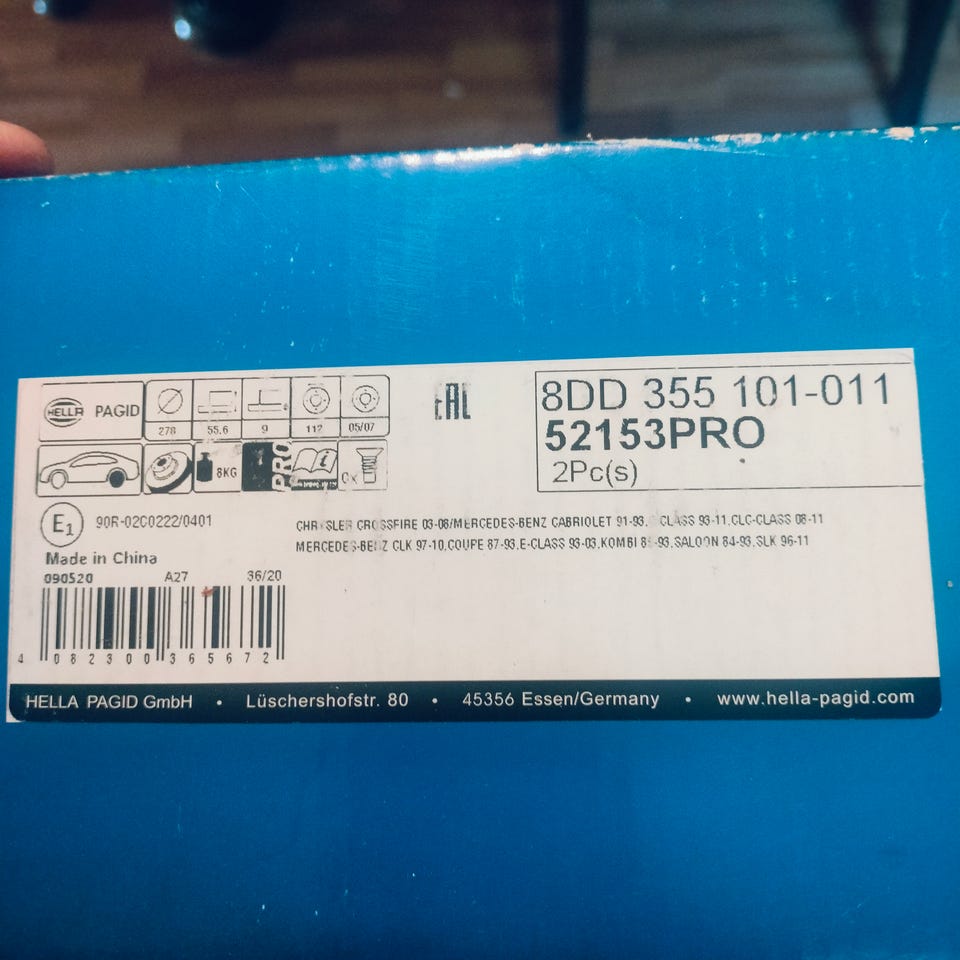 HELLA PAGID
278 55.6 9 112 05/07
8KG PRO i 0x
EAC
8DD 355 101-011
52153PRO
2Pc(s)
E1 90R-02C0222/0401
CHRYSLER CROSSFIRE 03-08/MERCEDES-BENZ CABRIOLET 91-93, CLASS 93-11,CLC-CLASS 08-11
MERCEDES-BENZ CLK 97-10,COUPE 87-93,E-CLASS 93-03,KOMBI 93,SALOON 84-93,SLK 96-11
Made in China
090520 A27 36/20
4 082300 365672
HELLA PAGID GmbH • Lüschershofstr. 80 • 45356 Essen/Germany • www.hella-pagid.com